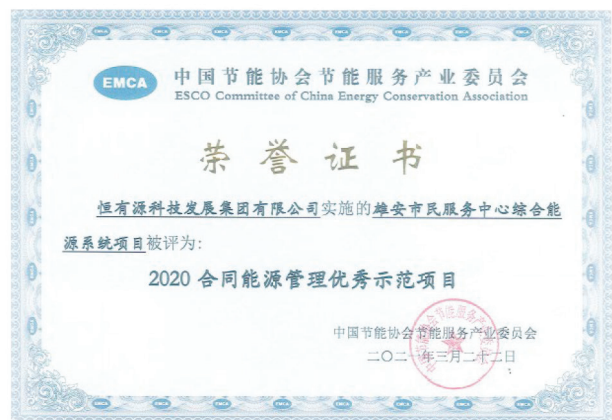 EMCA
中国节能协会节能服务产业委员会
ESCO Committee of China Energy Conservation Association
荣誉证书
恒有源科技发展集团有限公司实施的雄安市民服务中心综合能
源系统项目被评为:
2020 合同能源管理优秀示范项目
中国节能协会节能服务产业委员会
二〇二一年三月二十二日